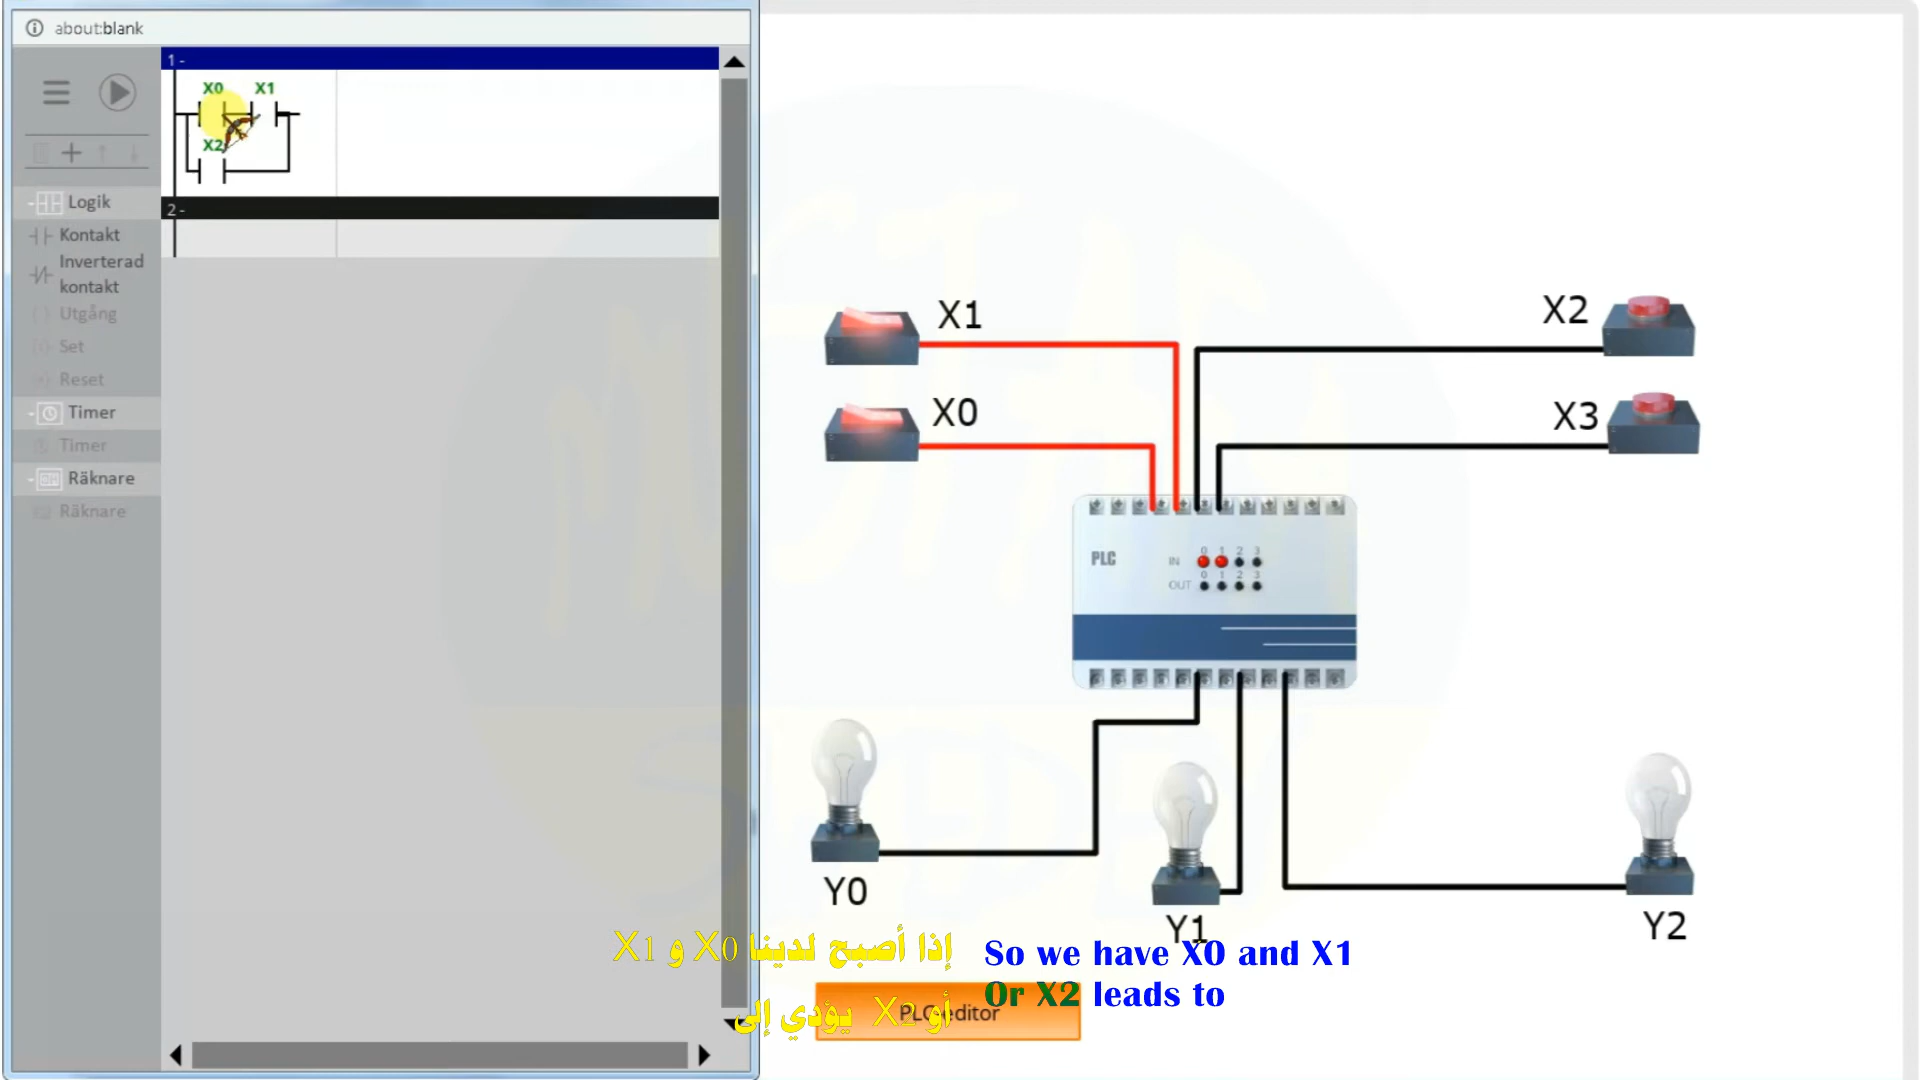 about:blank
1 -
X0 X1
X2
2 -
Logik
Kontakt
Inverterad
kontakt
Utgång
Set
Reset
Timer
Timer
Räknare
Räknare
X1
X0
X2
X3
PLC
IN
0 1 2 3
OUT
0 1 2 3
Y0
Y1
Y2
إذا أصبح لدينا X0 و X1
أو X2 يؤدي إلى
So we have X0 and X1
Or X2 leads to
PLC-editor